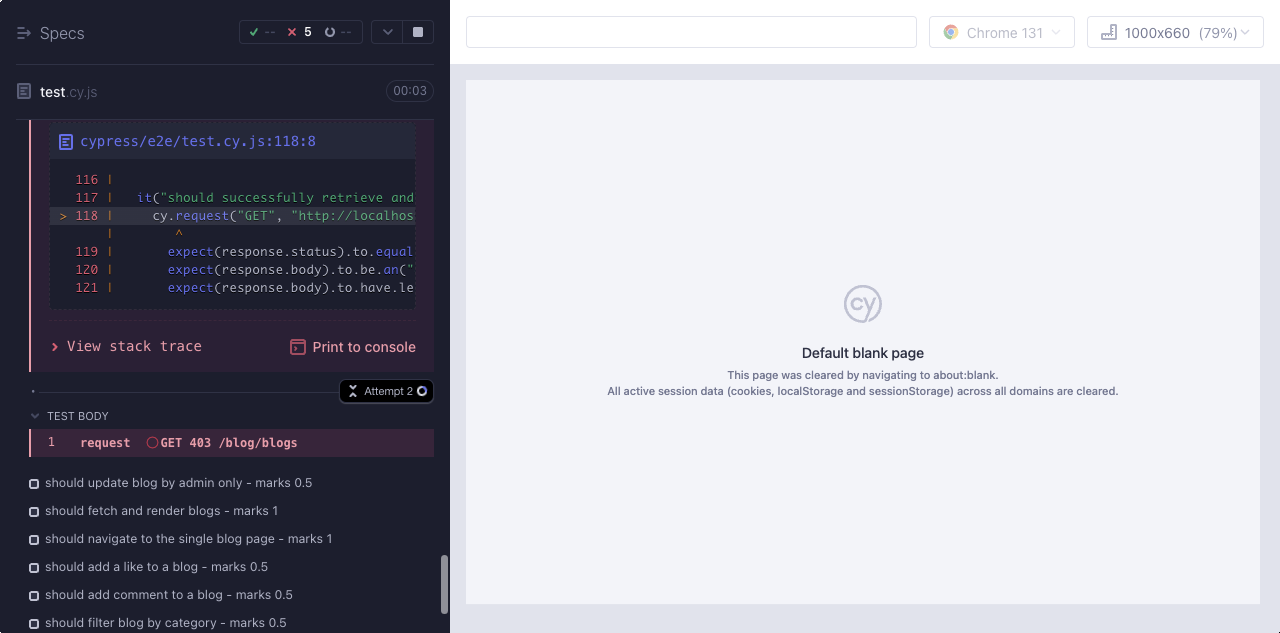 Specs
-- 5 --
Chrome 131
1000x660 (79%)
test.cy.js
00:03
cypress/e2e/test.cy.js:118:8
116 |
117 | it("should successfully retrieve and
> 118 | cy.request("GET", "http://localhos
| ^
119 | expect(response.status).to.equal
120 | expect(response.body).to.be.an("
121 | expect(response.body).to.have.le
View stack trace
Print to console
Attempt 2
TEST BODY
1 request GET 403 /blog/blogs
should update blog by admin only - marks 0.5
should fetch and render blogs - marks 1
should navigate to the single blog page - marks 1
should add a like to a blog - marks 0.5
should add comment to a blog - marks 0.5
should filter blog by category - marks 0.5
cy
Default blank page
This page was cleared by navigating to about:blank.
All active session data (cookies, localStorage and sessionStorage) across all domains are cleared.